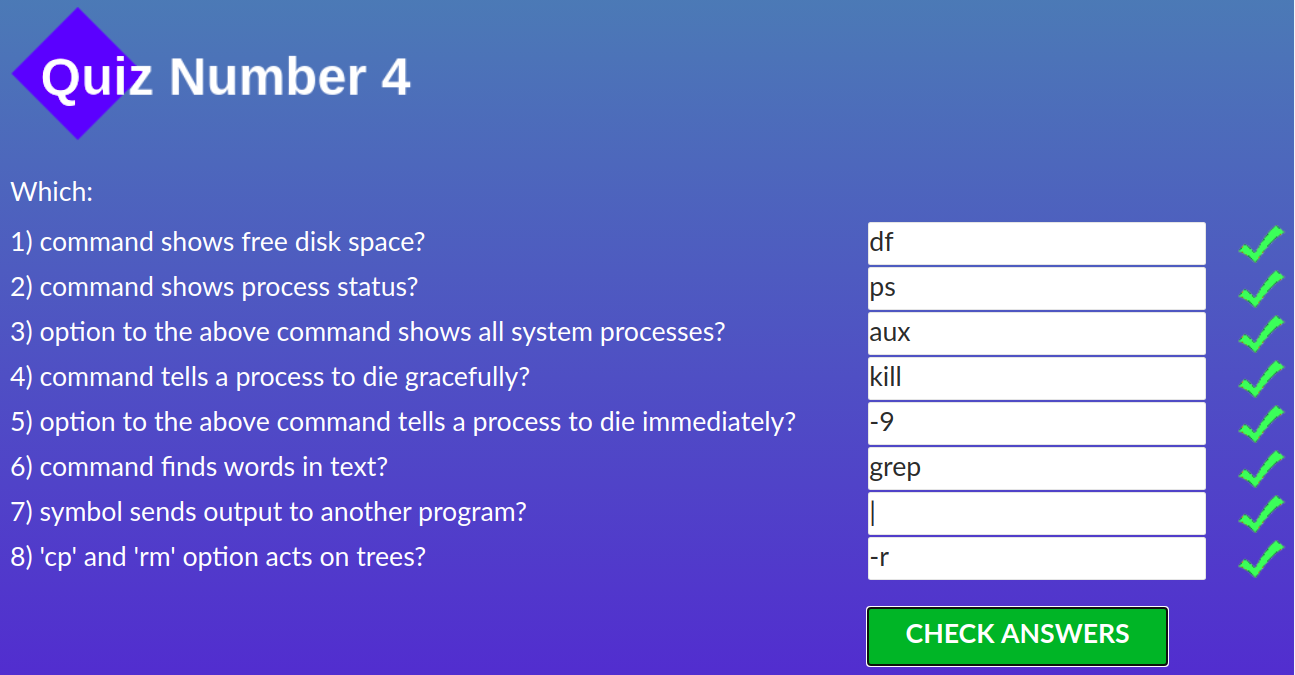 Quiz Number 4
Which:
1) command shows free disk space? df
2) command shows process status? ps
3) option to the above command shows all system processes? aux
4) command tells a process to die gracefully? kill
5) option to the above command tells a process to die immediately? -9
6) command finds words in text? grep
7) symbol sends output to another program? |
8) 'cp' and 'rm' option acts on trees? -r
CHECK ANSWERS